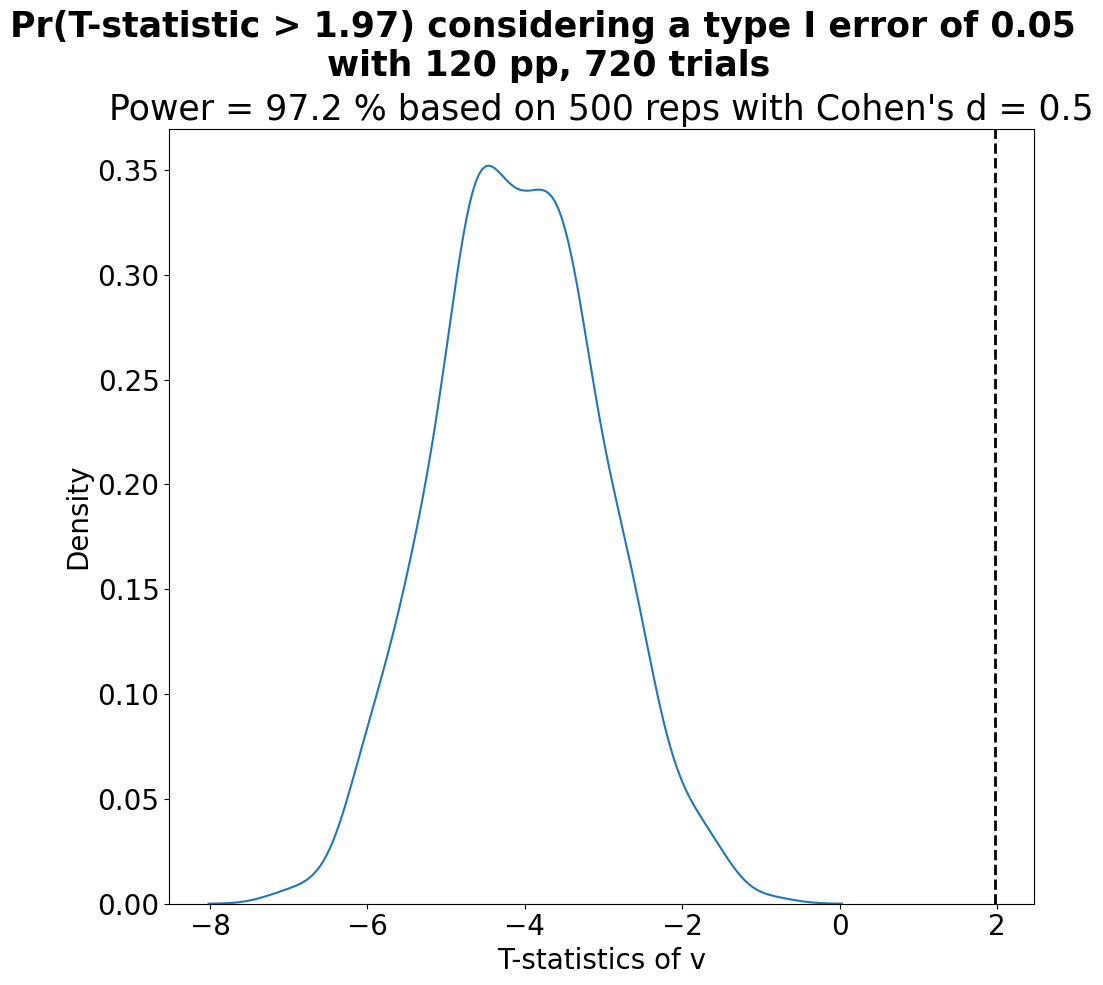 Pr(T-statistic > 1.97) considering a type I error of 0.05
with 120 pp, 720 trials
Power = 97.2 % based on 500 reps with Cohen's d = 0.5
0.35
0.30
0.25
0.20
0.15
0.10
0.05
0.00
Density
−8
−6
−4
−2
0
2
T-statistics of v